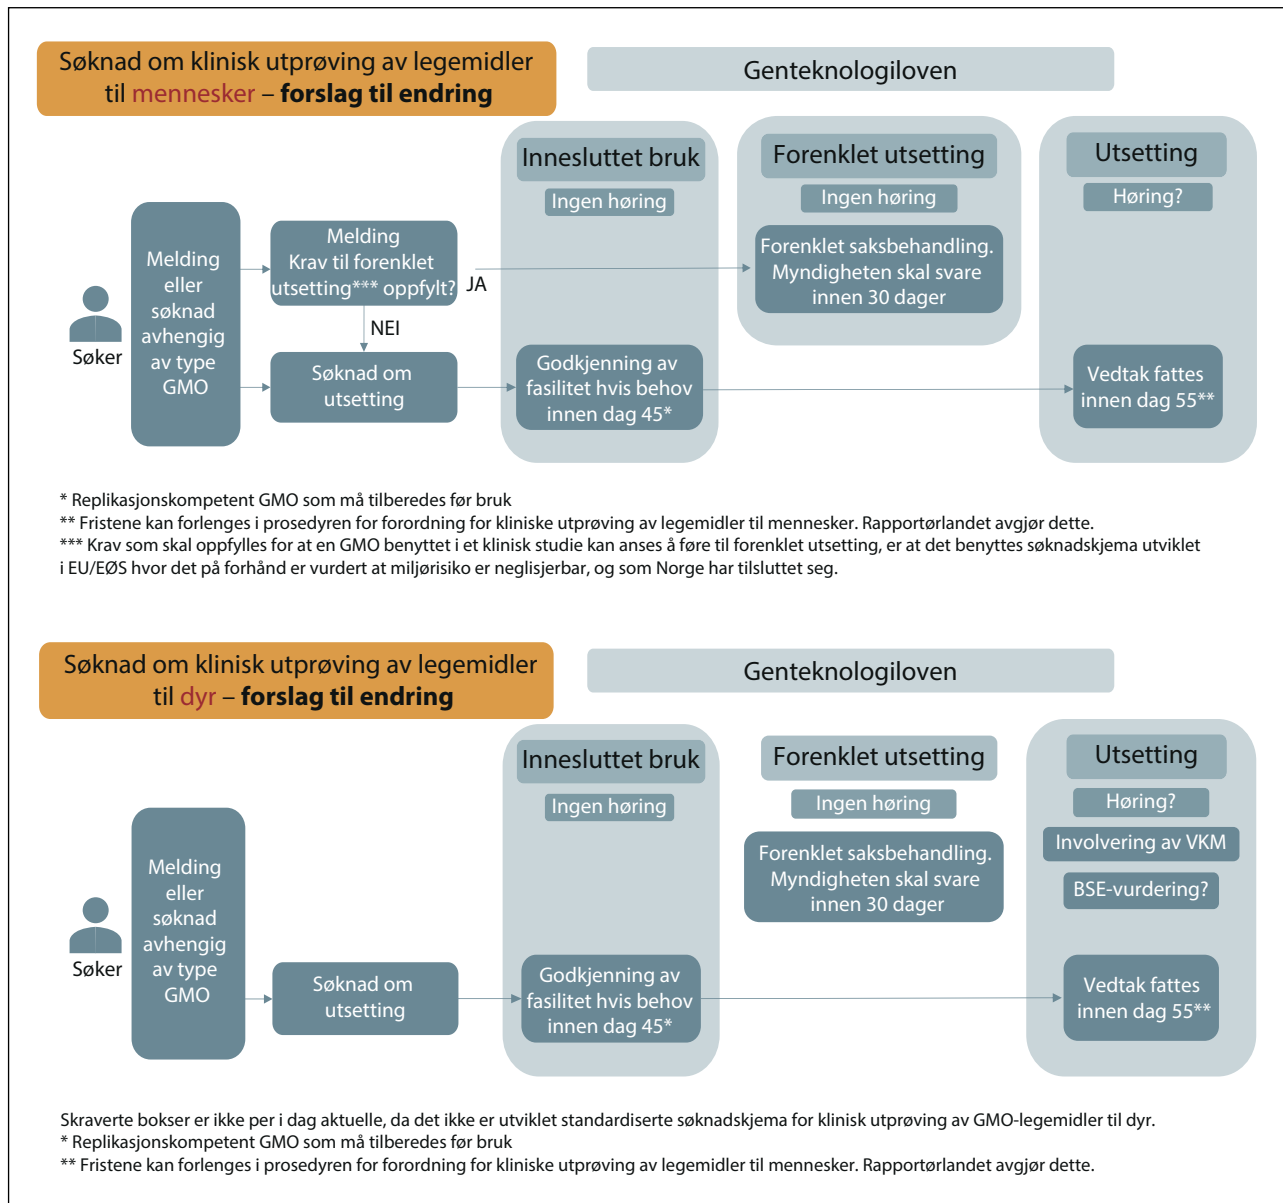 Søknad om klinisk utprøving av legemidler
til mennesker – forslag til endring
Genteknologiloven
Innesluttet bruk
Ingen høring
Forenklet utsetting
Ingen høring
Utsetting
Høring?
Søker
Melding
eller
søknad
avhengig
av type
GMO
Melding
Krav til forenklet
utsetting*** oppfylt?
JA
NEI
Forenklet saksbehandling.
Myndigheten skal svare
innen 30 dager
Søknad om
utsetting
Godkjenning av
fasilitet hvis behov
innen dag 45*
Vedtak fattes
innen dag 55**
* Replikasjonskompetent GMO som må tilberedes før bruk
** Fristene kan forlenges i prosedyren for forordning for kliniske utprøving av legemidler til mennesker. Rapportørlandet avgjør dette.
*** Krav som skal oppfylles for at en GMO benyttet i et klinisk studie kan anses å føre til forenklet utsetting, er at det benyttes søknadskjema utviklet
i EU/EØS hvor det på forhånd er vurdert at miljørisiko er neglisjerbar, og som Norge har tilsluttet seg.
Søknad om klinisk utprøving av legemidler
til dyr – forslag til endring
Genteknologiloven
Innesluttet bruk
Ingen høring
Forenklet utsetting
Ingen høring
Forenklet saksbehandling.
Myndigheten skal svare
innen 30 dager
Utsetting
Høring?
Involvering av VKM
BSE-vurdering?
Søker
Melding
eller
søknad
avhengig
av type
GMO
Søknad om
utsetting
Godkjenning av
fasilitet hvis behov
innen dag 45*
Vedtak fattes
innen dag 55**
Skraverte bokser er ikke per i dag aktuelle, da det ikke er utviklet standardiserte søknadskjema for klinisk utprøving av GMO-legemidler til dyr.
* Replikasjonskompetent GMO som må tilberedes før bruk
** Fristene kan forlenges i prosedyren for forordning for kliniske utprøving av legemidler til mennesker. Rapportørlandet avgjør dette.